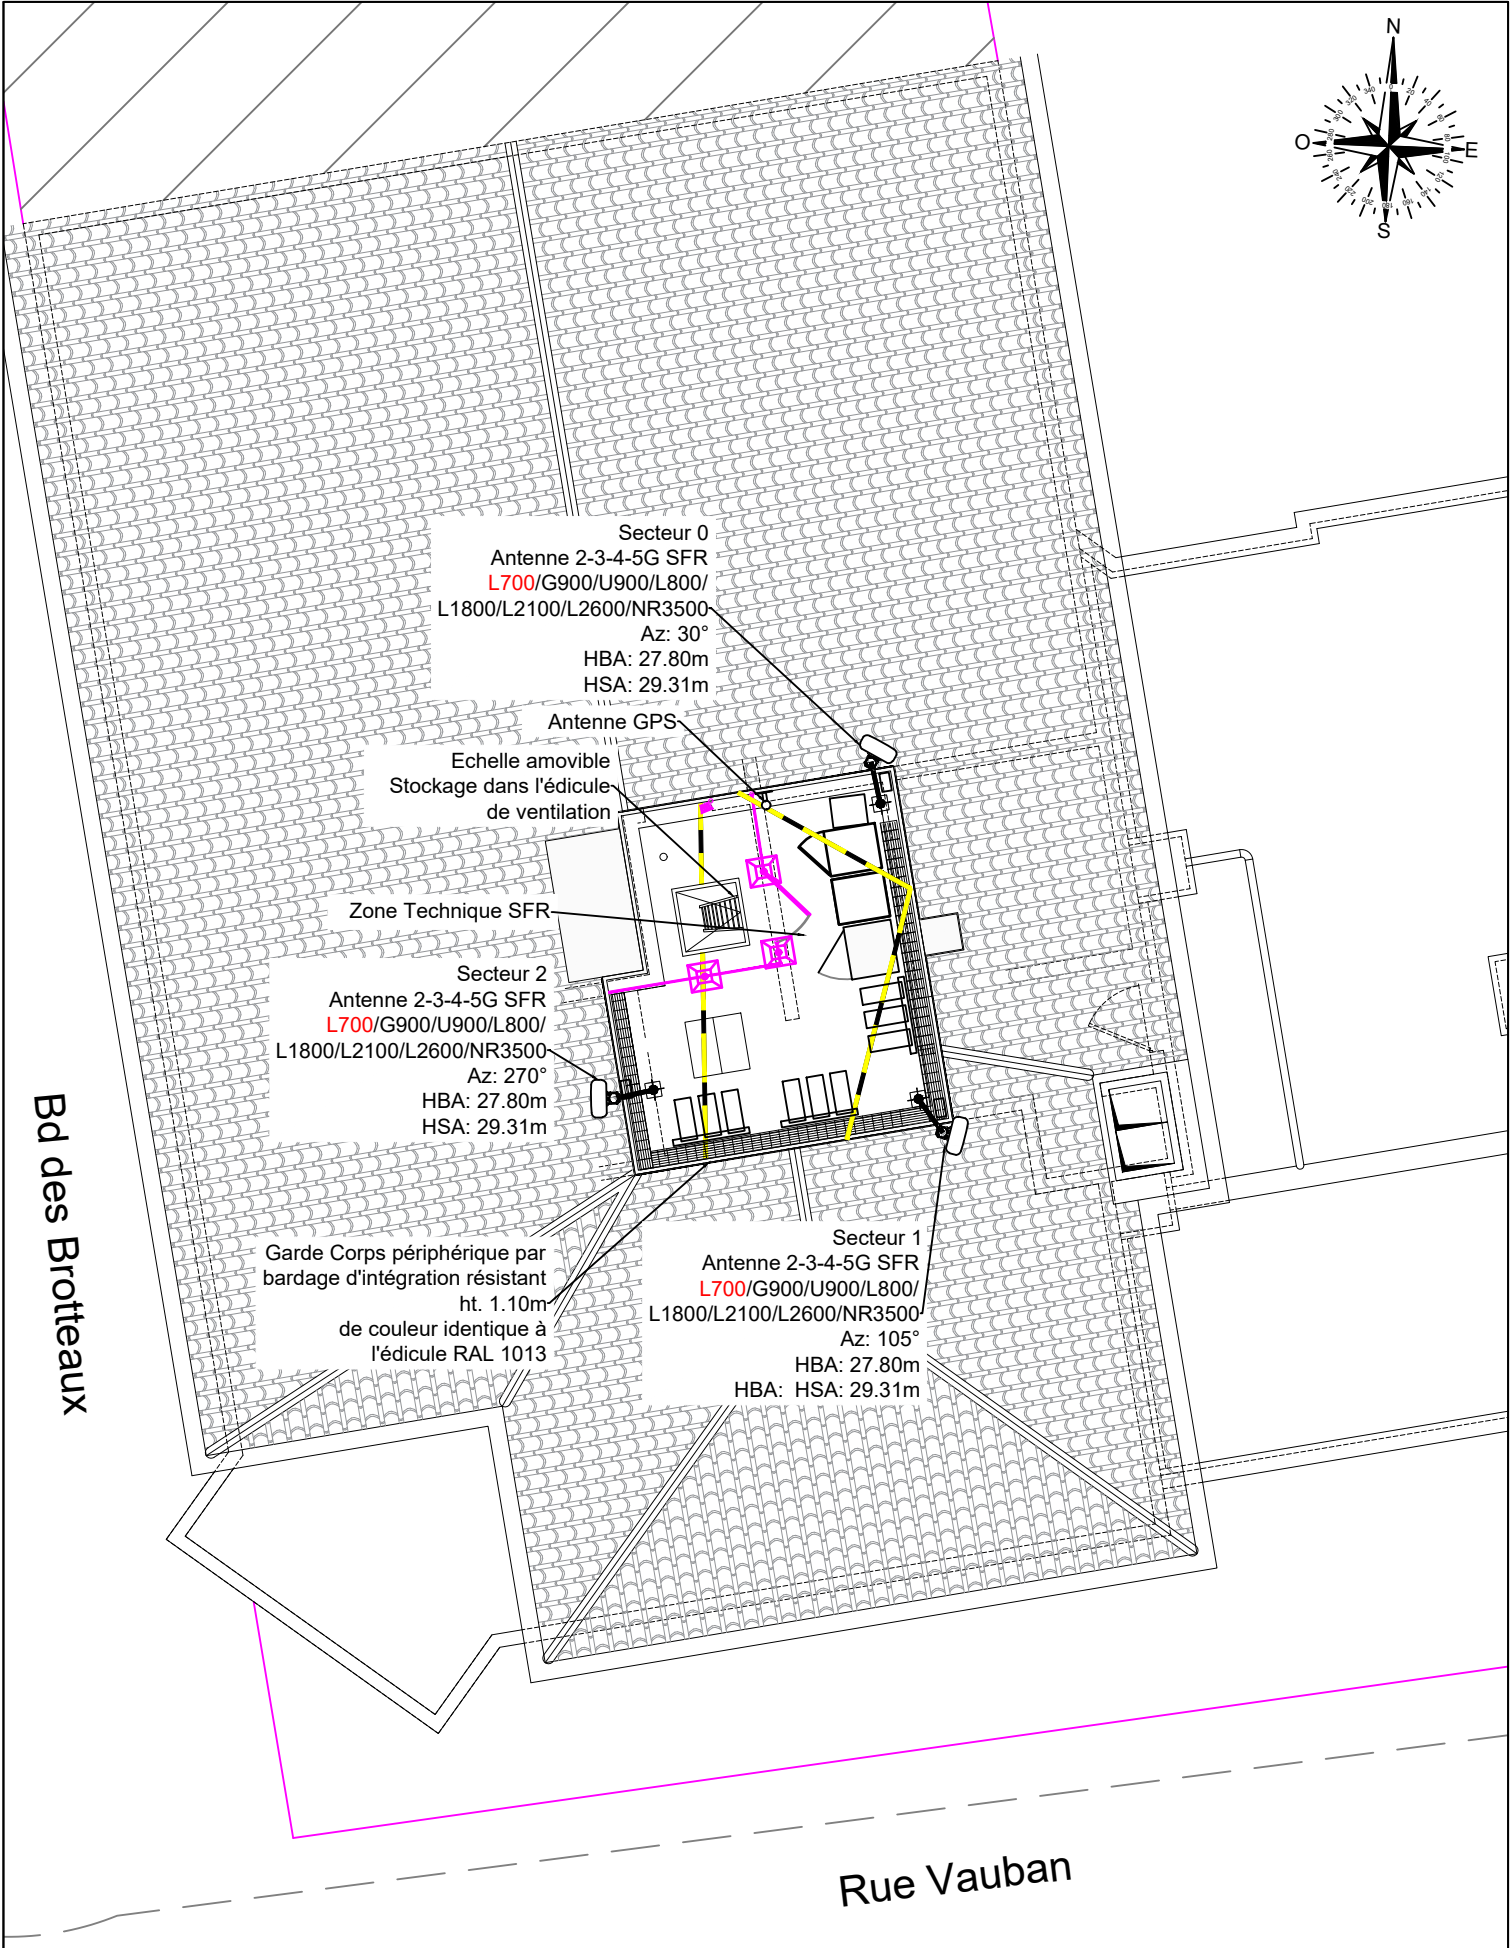 N
O
E
S
Secteur 0
Antenne 2-3-4-5G SFR
L700/G900/U900/L800/
L1800/L2100/L2600/NR3500
Az: 30°
HBA: 27.80m
HSA: 29.31m
Antenne GPS
Echelle amovible
Stockage dans l'édicule
de ventilation
Zone Technique SFR
Secteur 2
Antenne 2-3-4-5G SFR
L700/G900/U900/L800/
L1800/L2100/L2600/NR3500
Az: 270°
HBA: 27.80m
HSA: 29.31m
Bd des Brotteaux
Garde Corps périphérique par
bardage d'intégration résistant
ht. 1.10m
de couleur identique à
l'édicule RAL 1013
Secteur 1
Antenne 2-3-4-5G SFR
L700/G900/U900/L800/
L1800/L2100/L2600/NR3500
Az: 105°
HBA: 27.80m
HBA: HSA: 29.31m
Rue Vauban